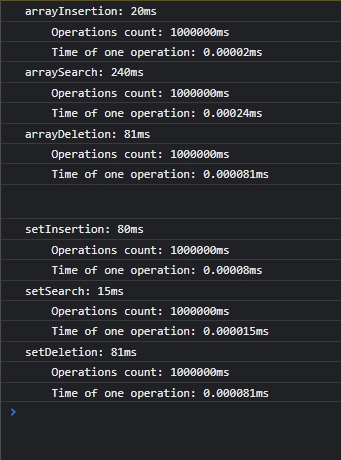 arrayInsertion: 20ms
Operations count: 1000000ms
Time of one operation: 0.00002ms
arraySearch: 240ms
Operations count: 1000000ms
Time of one operation: 0.00024ms
arrayDeletion: 81ms
Operations count: 1000000ms
Time of one operation: 0.000081ms
setInsertion: 80ms
Operations count: 1000000ms
Time of one operation: 0.00008ms
setSearch: 15ms
Operations count: 1000000ms
Time of one operation: 0.000015ms
setDeletion: 81ms
Operations count: 1000000ms
Time of one operation: 0.000081ms
>